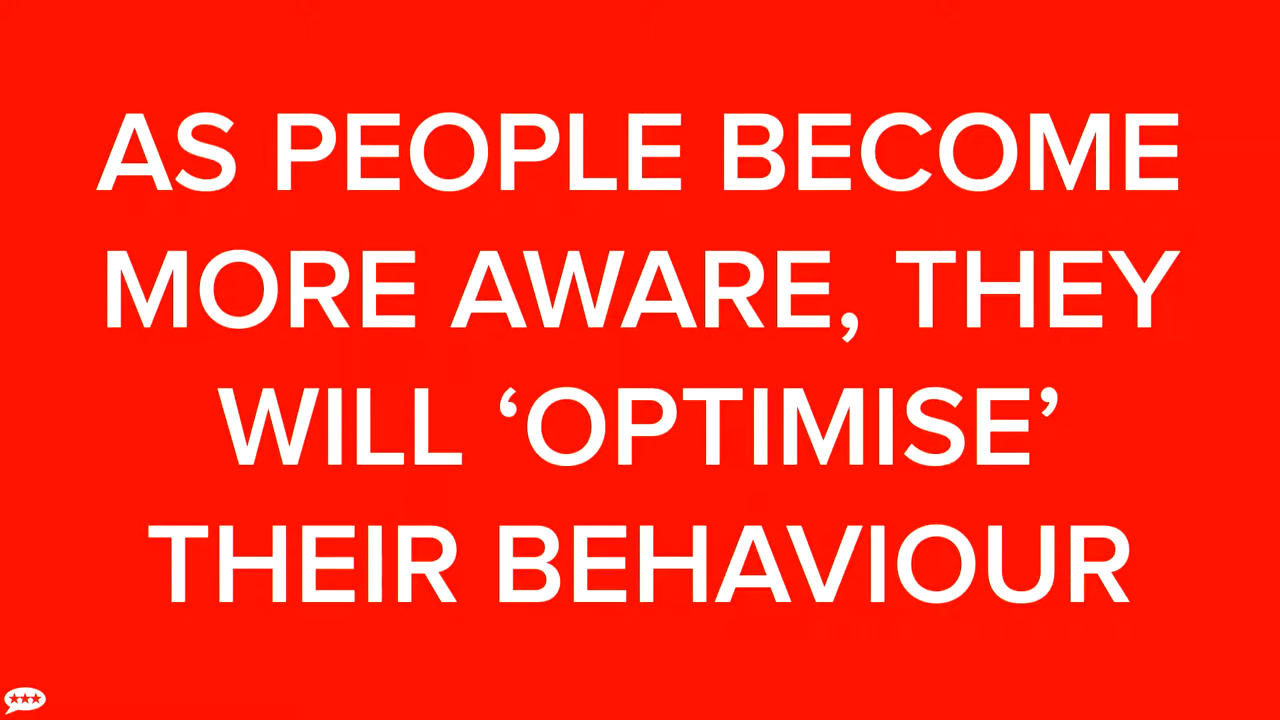 AS PEOPLE BECOME
MORE AWARE, THEY
WILL ‘OPTIMISE’
THEIR BEHAVIOUR